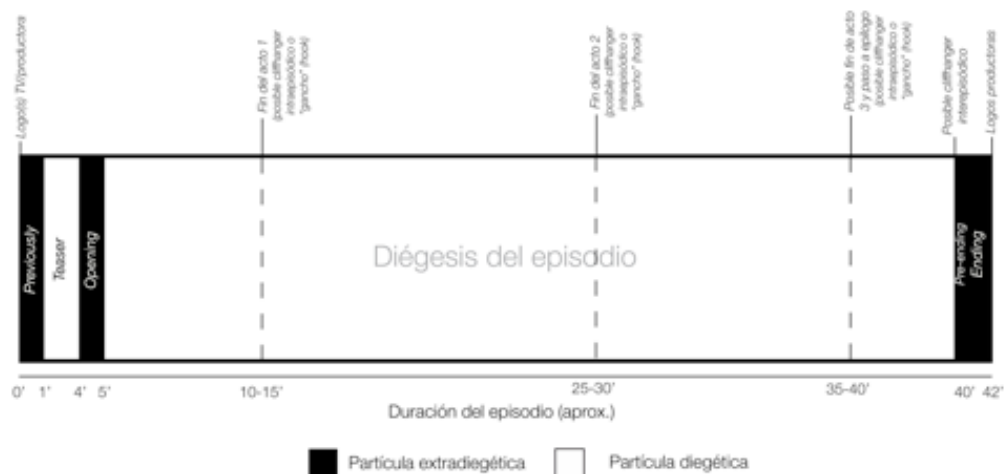 Logo(s) TV/productora
Fin del acto 1
(posible cliffhanger
intraepisódico o
"gancho" (hook)
Fin del acto 2
(posible cliffhanger
intraepisódico o
"gancho" (hook)
Posible fin de acto
3 y paso a epílogo
(posible cliffhanger
intraepisódico o
"gancho" (hook)
Posible cliffhanger
interepisódico
Logos productoras
Previously
Teaser
Opening
Diégesis del episodio
Pre-ending
Ending
0' 1' 4' 5' 10-15' 25-30' 35-40' 40' 42'
Duración del episodio (aprox.)
Partícula extradiegética Partícula diegética